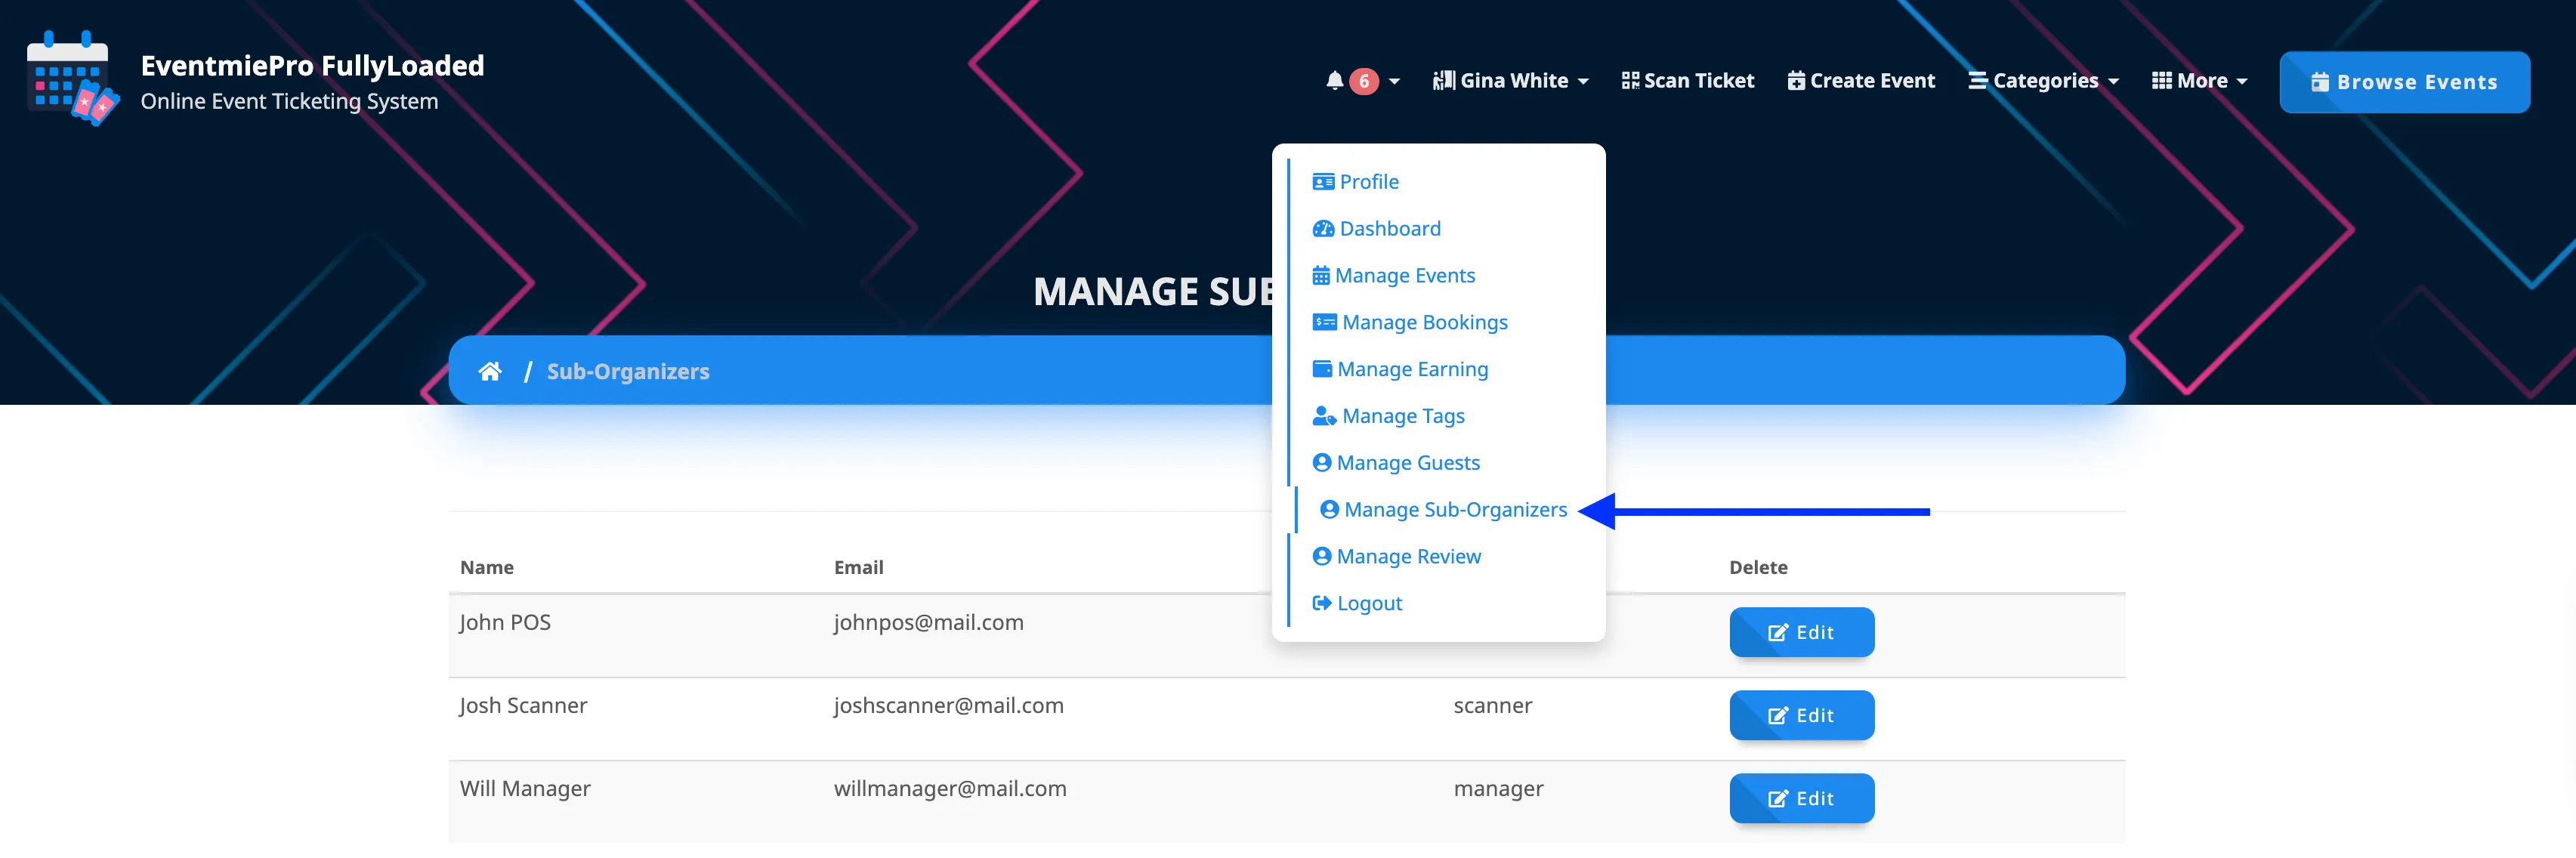 EventmiePro FullyLoaded
Online Event Ticketing System
6
Gina White
Scan Ticket
Create Event
Categories
More
Browse Events
Profile
Dashboard
Manage Events
Manage Bookings
Manage Earning
Manage Tags
Manage Guests
Manage Sub-Organizers
Manage Review
Logout
MANAGE SUB
/ Sub-Organizers
Name Email Delete
John POS johnpos@mail.com Edit
Josh Scanner joshscanner@mail.com scanner Edit
Will Manager willmanager@mail.com manager Edit